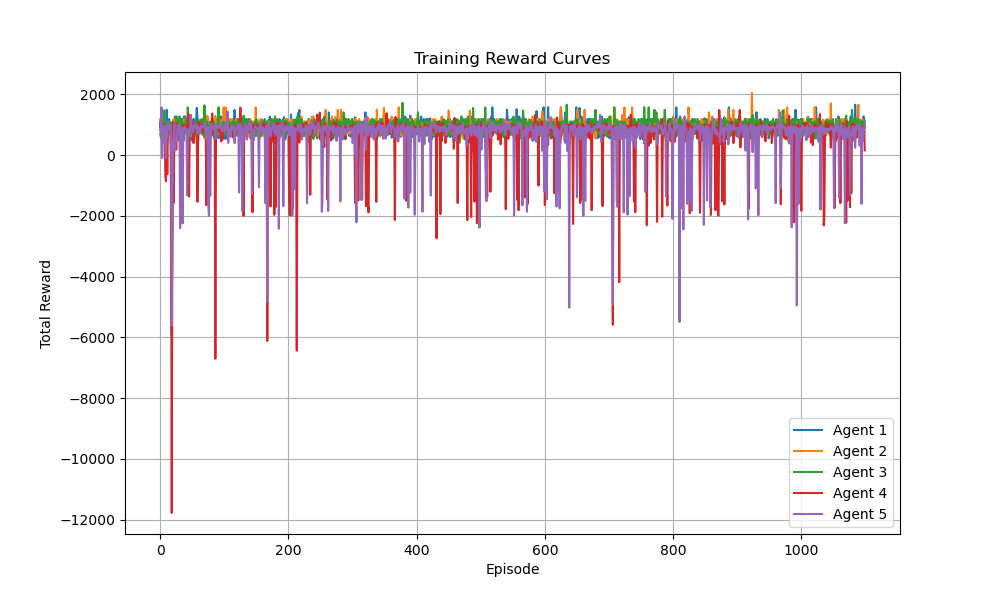 Training Reward Curves
Total Reward
2000
0
−2000
−4000
−6000
−8000
−10000
−12000
0 200 400 600 800 1000
Episode
Agent 1
Agent 2
Agent 3
Agent 4
Agent 5